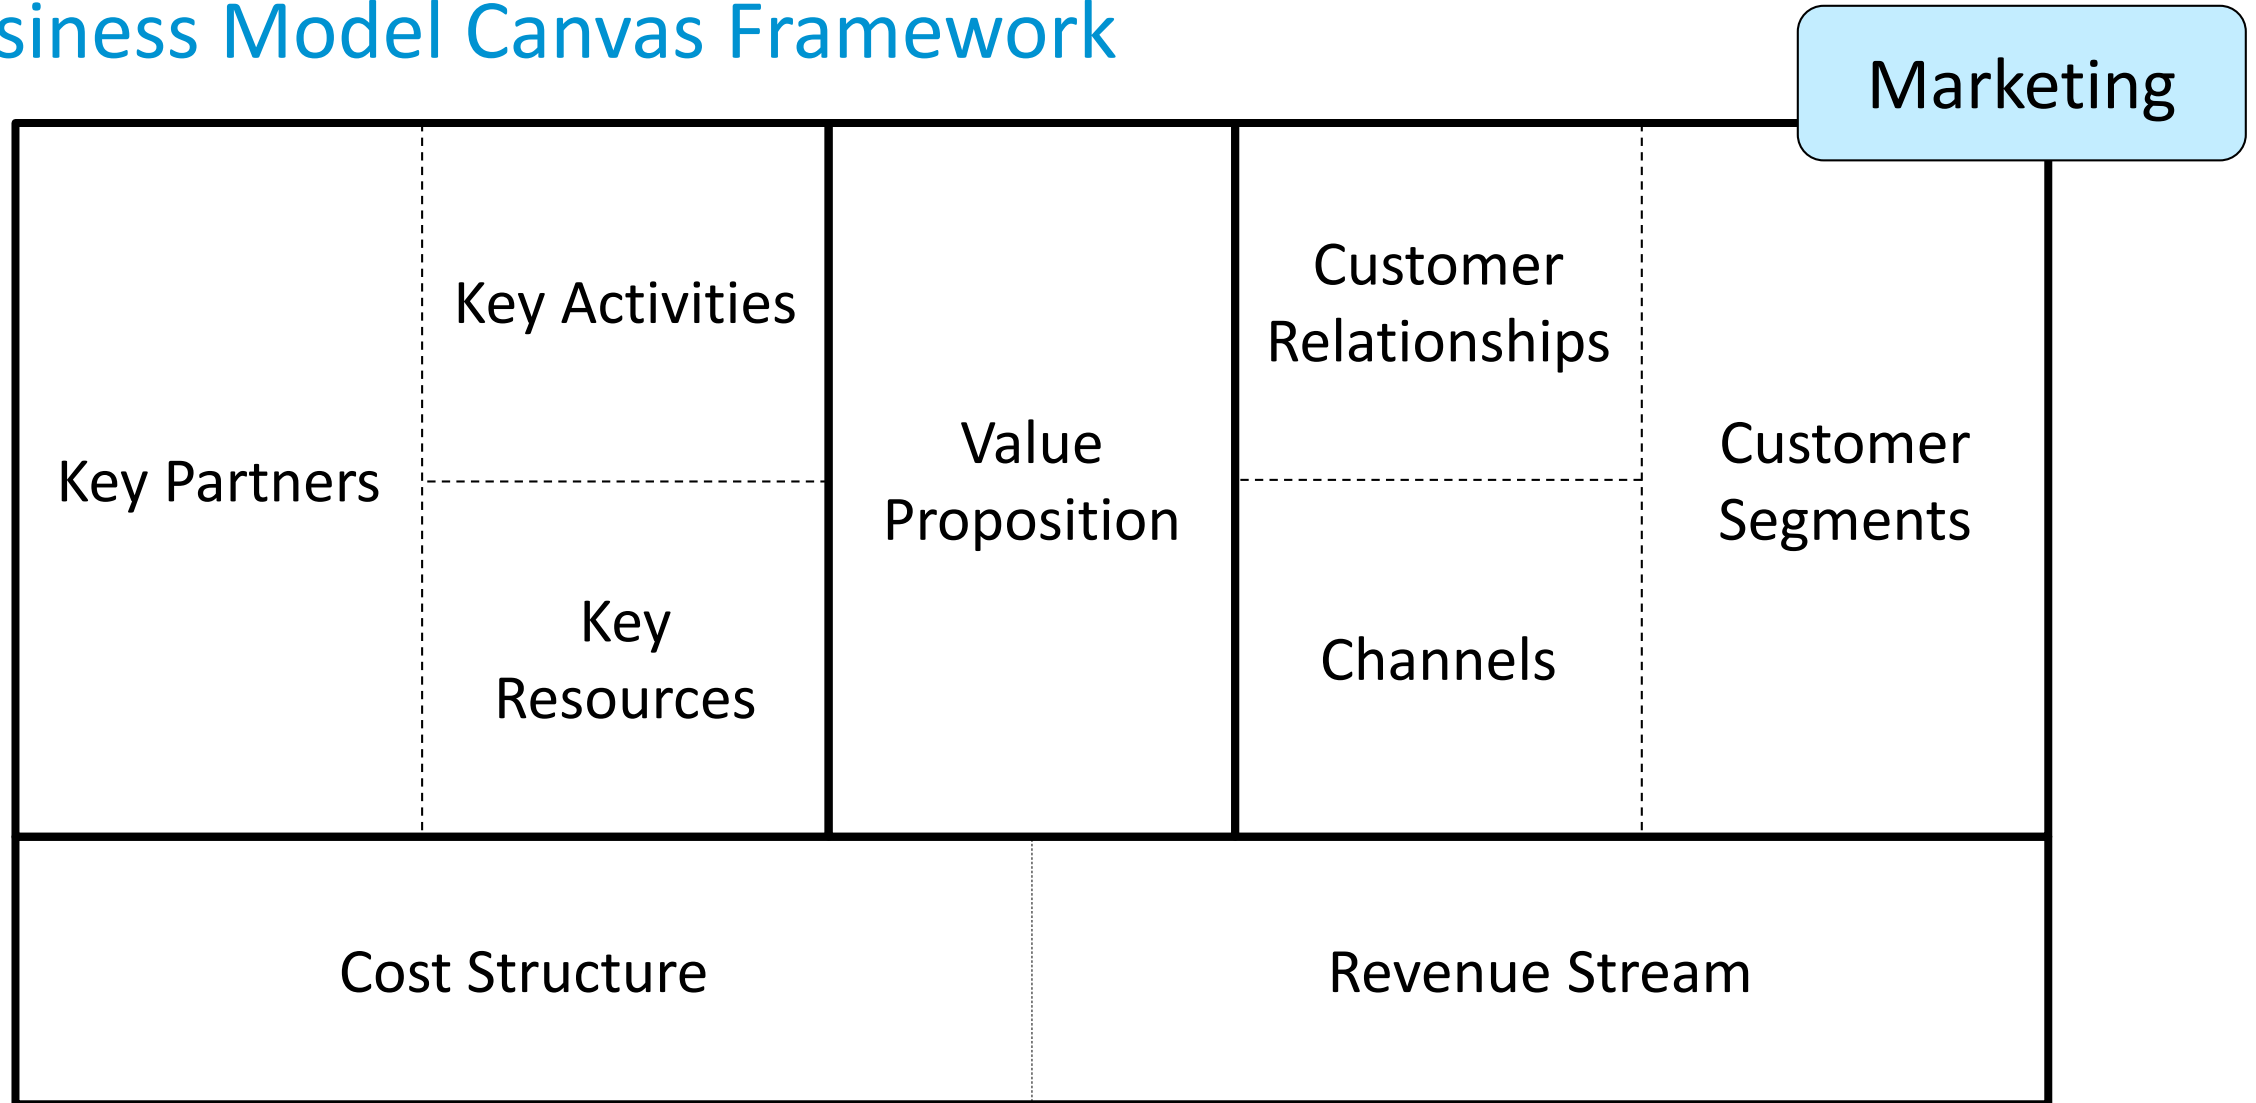 siness Model Canvas Framework
Marketing
Key Partners
Key Activities
Key
Resources
Value
Proposition
Customer
Relationships
Channels
Customer
Segments
Cost Structure
Revenue Stream